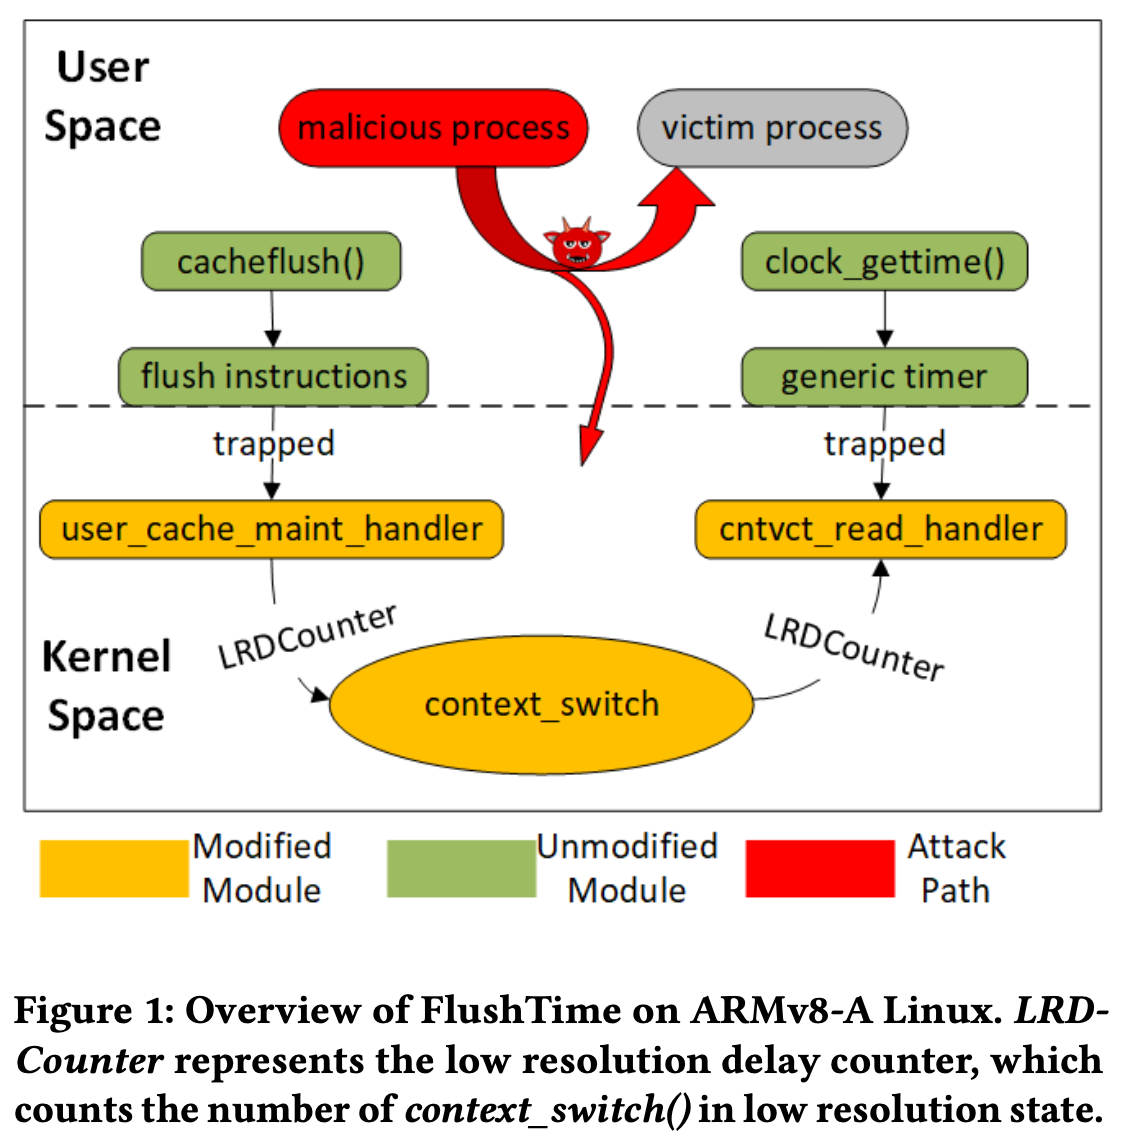 User
Space
malicious process
victim process
cacheflush()
clock_gettime()
flush instructions
generic timer
trapped
trapped
user_cache_maint_handler
cntvct_read_handler
LRDCounter
LRDCounter
Kernel
Space
context_switch
Modified
Module
Unmodified
Module
Attack
Path
Figure 1: Overview of FlushTime on ARMv8-A Linux. LRD-
Counter represents the low resolution delay counter, which
counts the number of context_switch() in low resolution state.